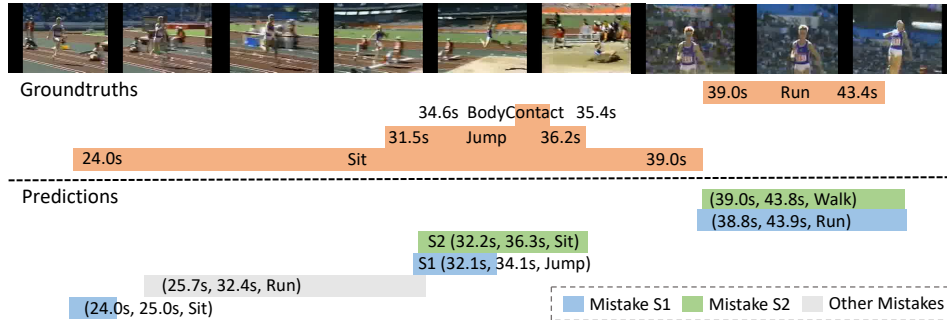 Groundtruths
39.0s Run 43.4s
34.6s BodyContact 35.4s
31.5s Jump 36.2s
24.0s Sit 39.0s
Predictions
(39.0s, 43.8s, Walk)
(38.8s, 43.9s, Run)
S2 (32.2s, 36.3s, Sit)
S1 (32.1s, 34.1s, Jump)
(25.7s, 32.4s, Run)
(24.0s, 25.0s, Sit)
Mistake S1 Mistake S2 Other Mistakes